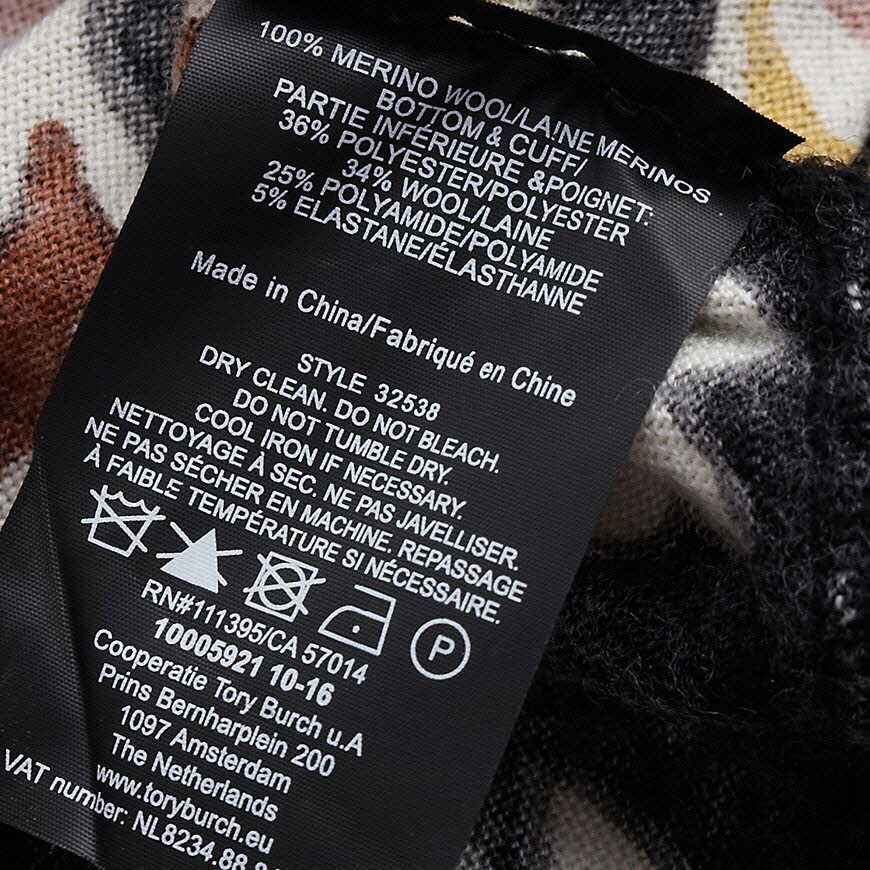 100% MERINO WOOL/LAINE MERINOS
BOTTOM & CUFF/
PARTIE INFÉRIEURE &POIGNET:
36% POLYESTER/POLYESTER
34% WOOL/LAINE
25% POLYAMIDE/POLYAMIDE
5% ELASTANE/ÉLASTHANNE
Made in China/Fabriqué en Chine
STYLE 32538
DRY CLEAN. DO NOT BLEACH.
DO NOT TUMBLE DRY.
COOL IRON IF NECESSARY.
NETTOYAGE À SEC. NE PAS JAVELLISER.
NE PAS SÉCHER EN MACHINE. REPASSAGE
À FAIBLE TEMPÉRATURE SI NÉCESSAIRE.
P
RN#111395/CA 57014
10005921 10-16
Cooperatie Tory Burch u.A
Prins Bernharplein 200
1097 Amsterdam
The Netherlands
www.toryburch.eu
VAT number: NL8234.88.